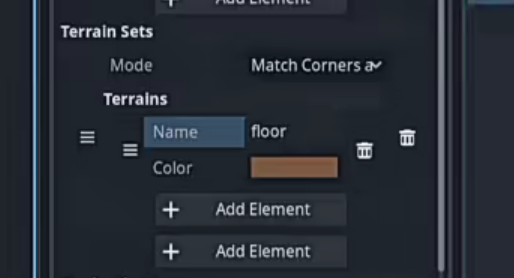 Add Element
Terrain Sets
Mode Match Corners a
Terrains
Name floor
Color
Add Element
Add Element